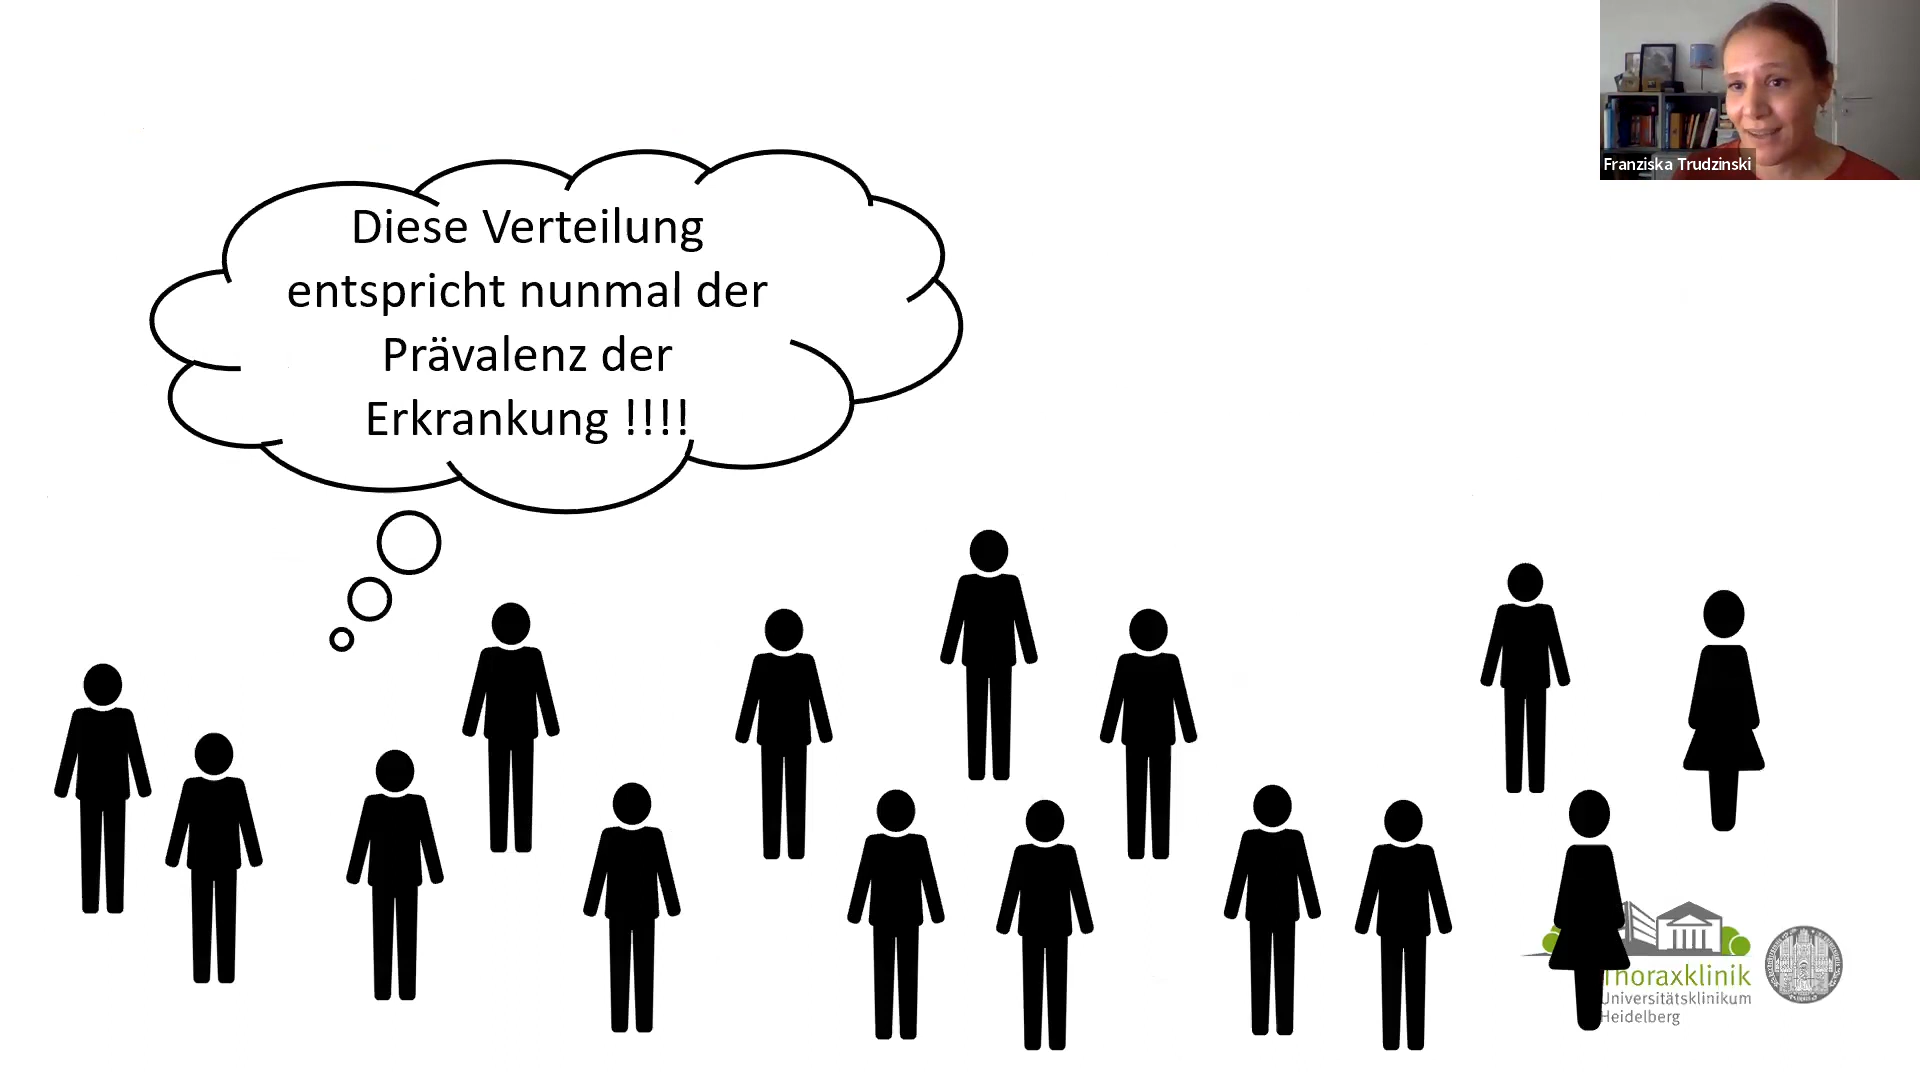 Franziska Trudzinski
Diese Verteilung
entspricht nunmal der
Prävalenz der
Erkrankung !!!!
Thoraxklinik
Universitätsklinikum
Heidelberg